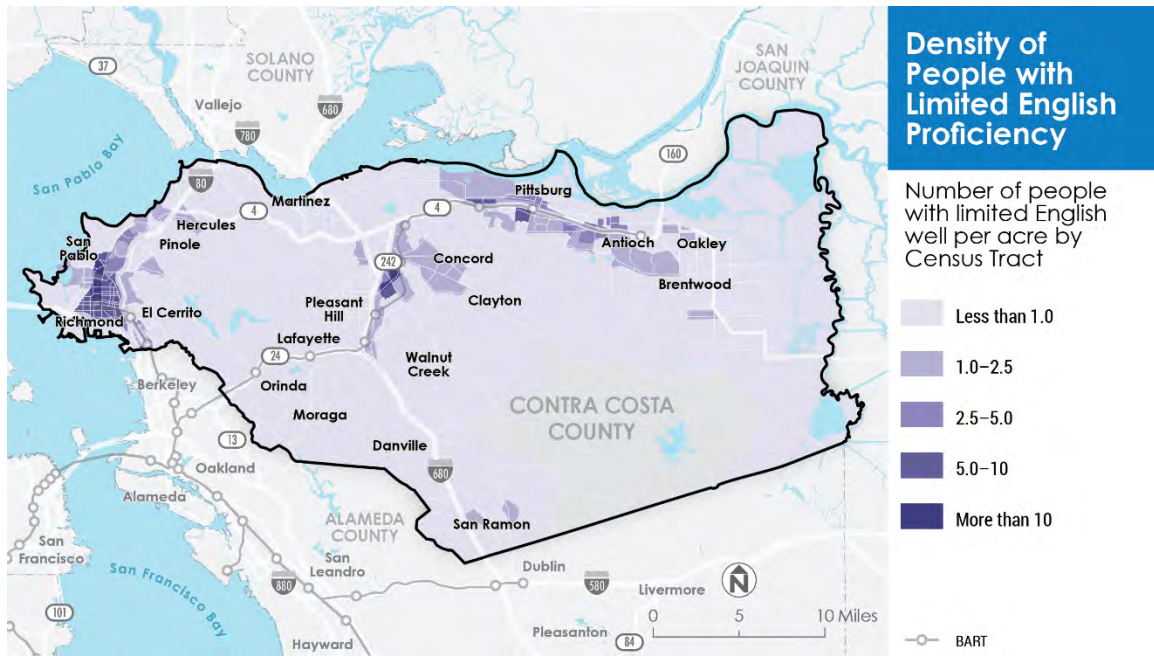 Density of
People with
Limited English
Proficiency
Number of people
with limited English
well per acre by
Census Tract
Less than 1.0
1.0–2.5
2.5–5.0
5.0–10
More than 10
BART
SOLANO
COUNTY
SAN
JOAQUIN
COUNTY
37
Vallejo
680
780
160
San Pablo Bay
80
Martinez
4
Hercules
Pinole
San
Pablo
4
Pittsburg
Antioch
Oakley
242
Concord
Clayton
Brentwood
Richmond
El Cerrito
Pleasant
Hill
Lafayette
24
Walnut
Creek
Berkeley
Orinda
Moraga
CONTRA COSTA
COUNTY
13
Danville
680
Oakland
Alameda
ALAMEDA
COUNTY
San Ramon
San
Francisco
San
Leandro
Dublin
880
580
Livermore
N
San Francisco Bay
101
Hayward
Pleasanton
84
0 5 10 Miles